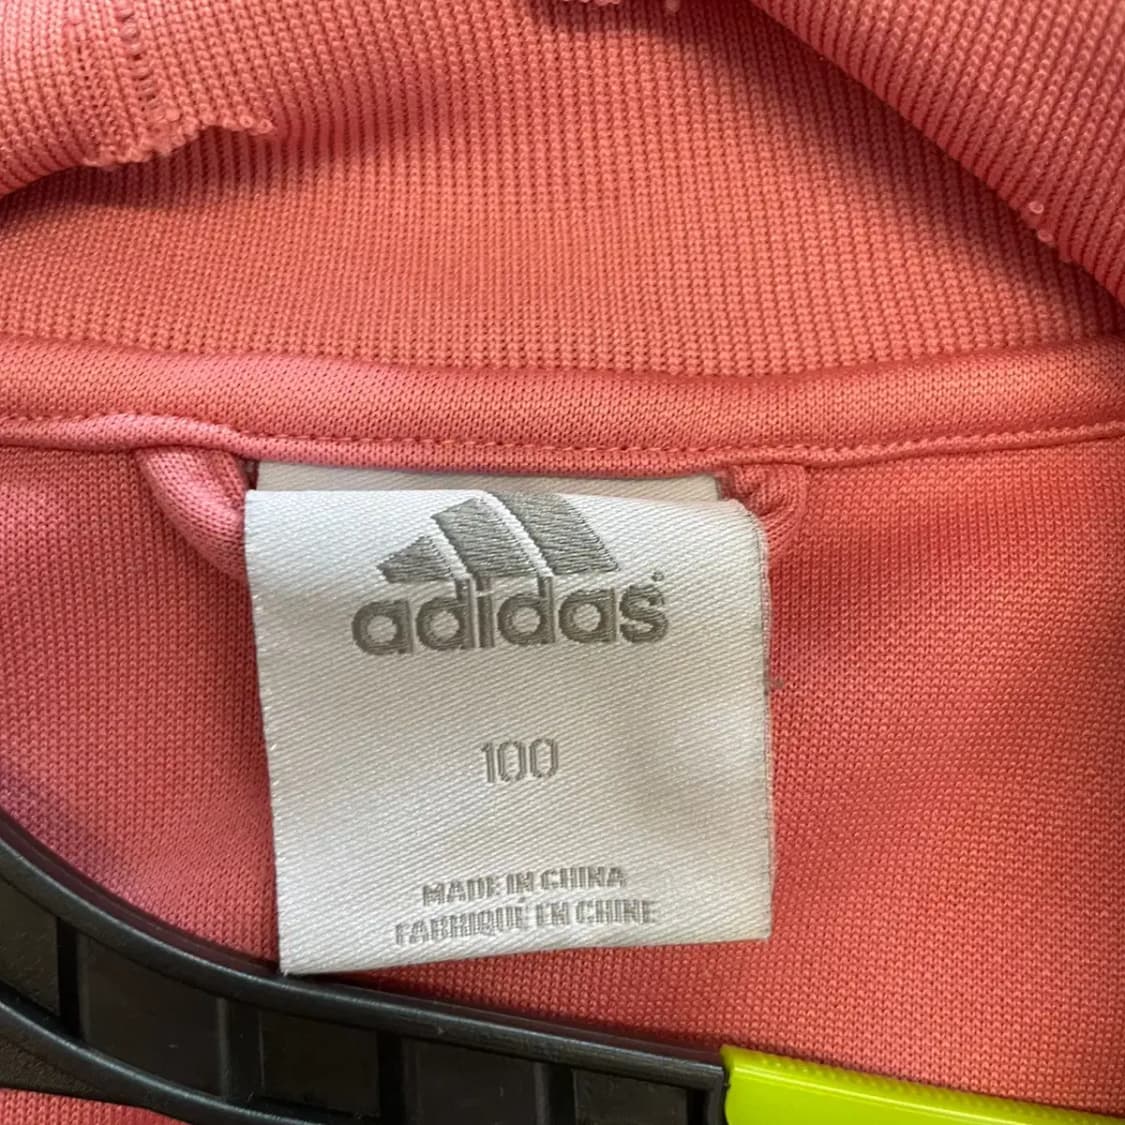 adidas®
100
MADE IN CHINA
FABRIQUÉ EN CHINE